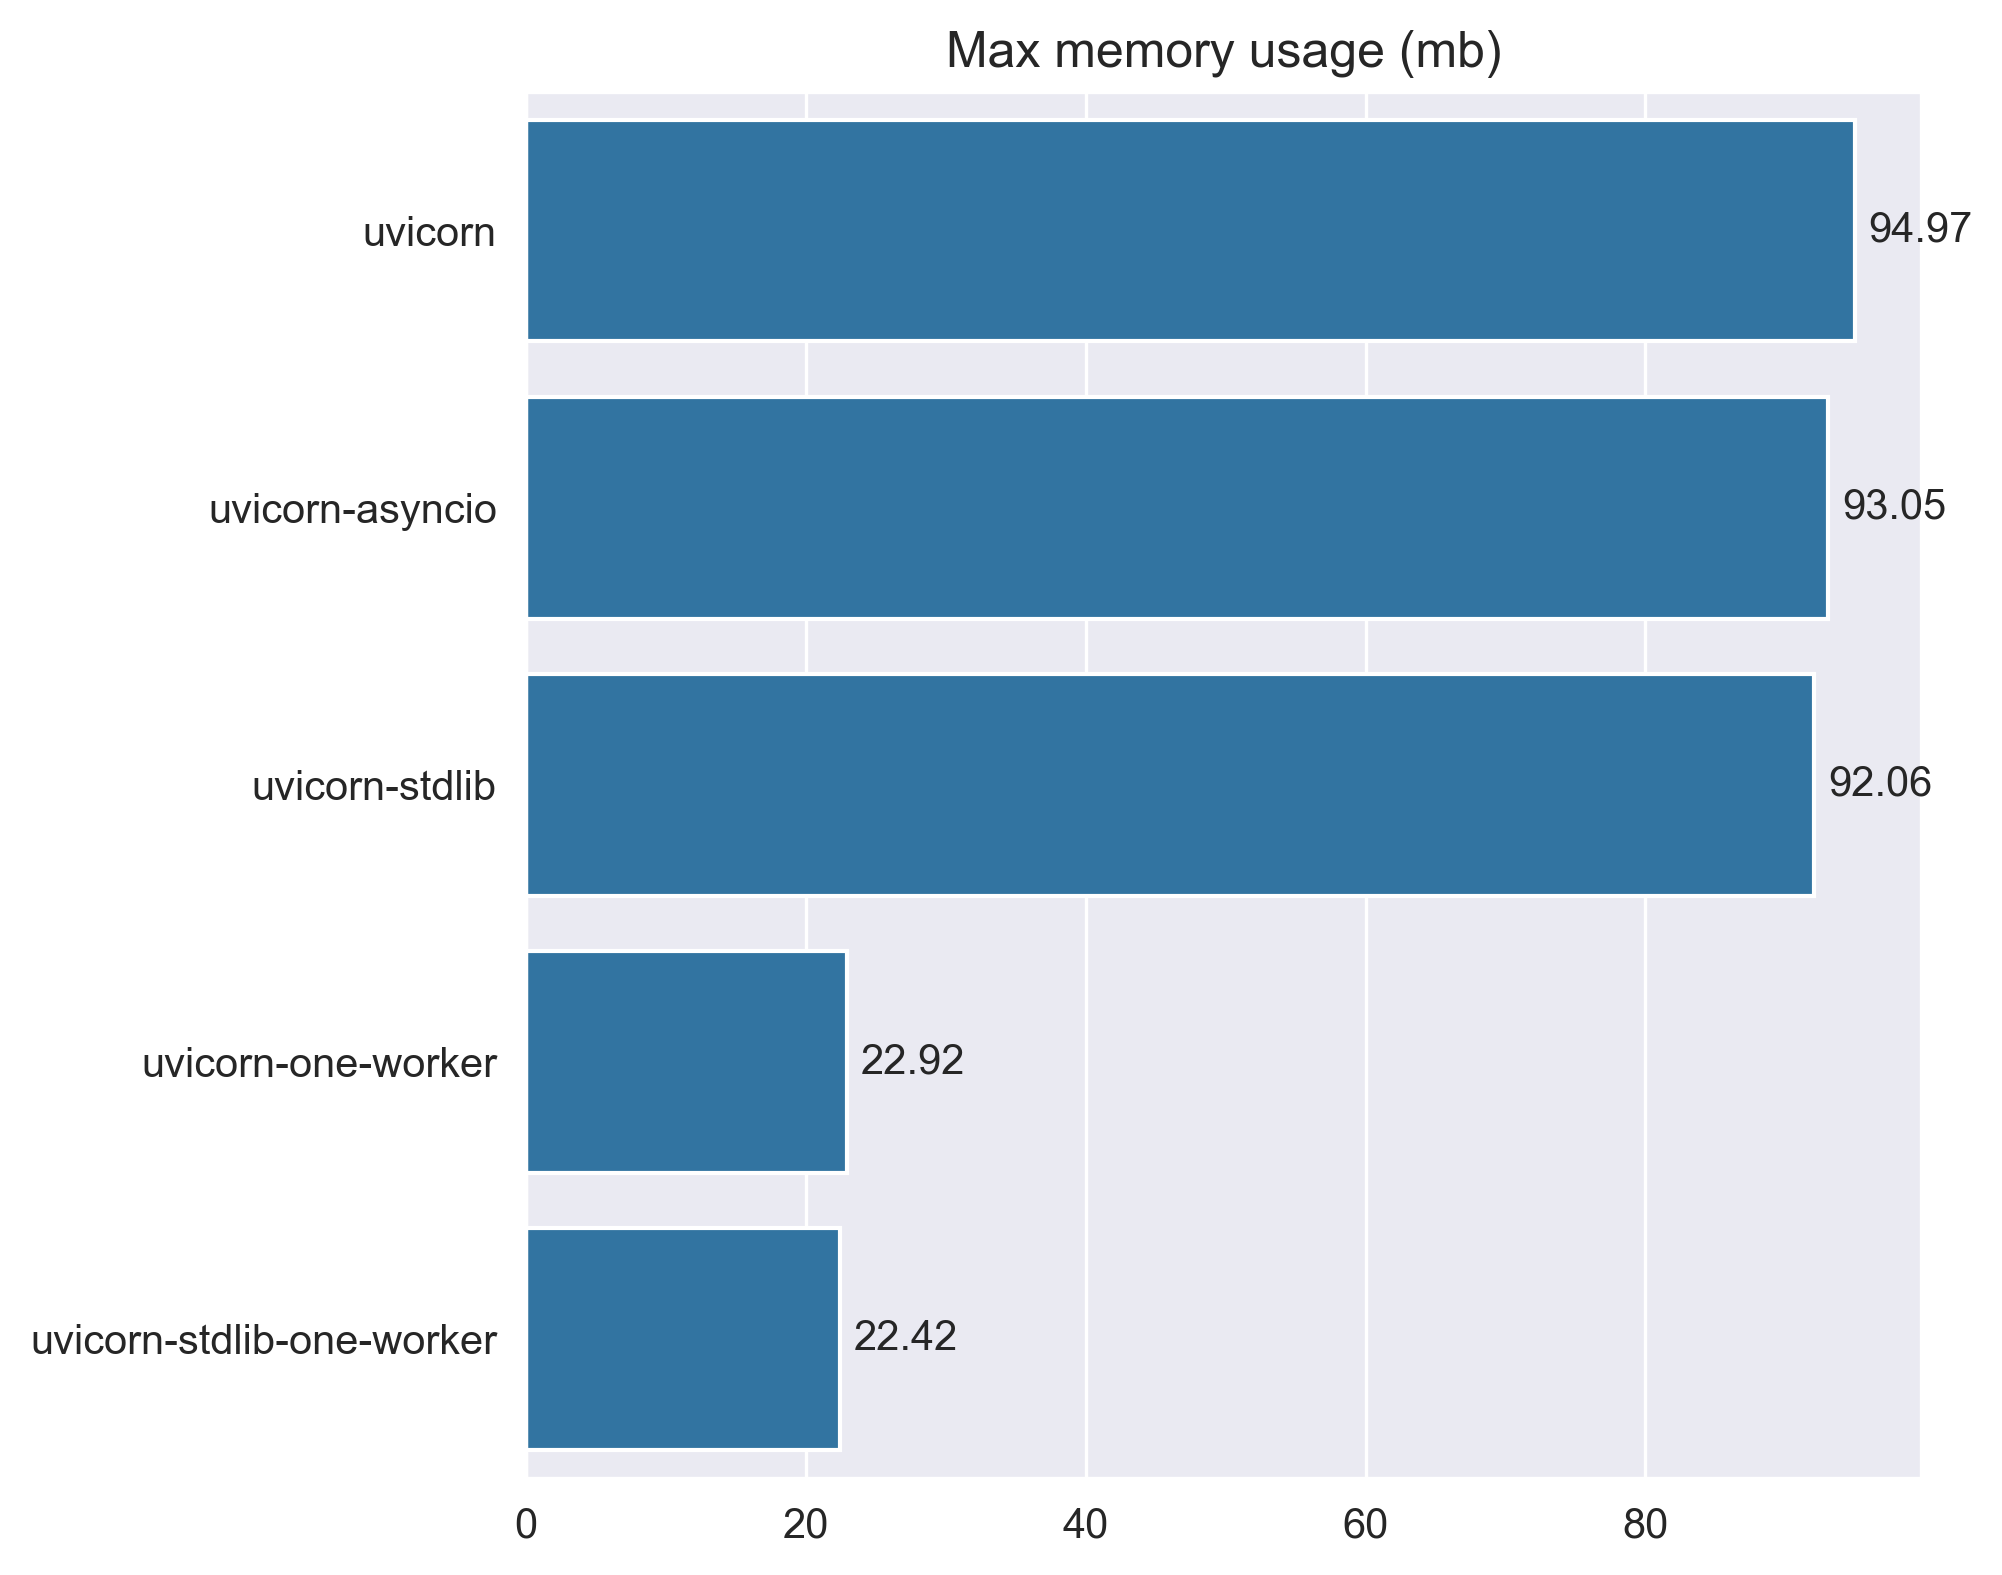 Max memory usage (mb)
uvicorn
94.97
uvicorn-asyncio
93.05
uvicorn-stdlib
92.06
uvicorn-one-worker
22.92
uvicorn-stdlib-one-worker
22.42
0 20 40 60 80